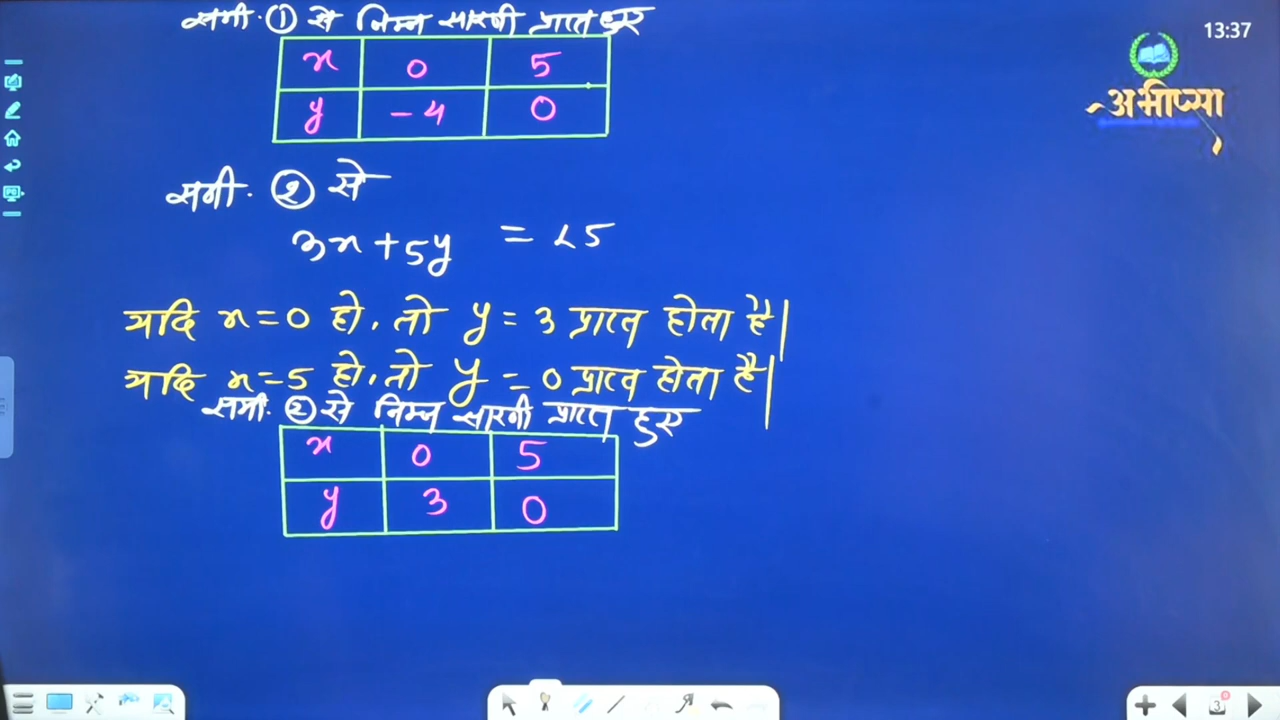 समी. ① से निम्न सारणी प्राप्त हुए
x 0 5
y -4 0
समी. ② से
3x + 5y = 15
यदि x = 0 हो, तो y = 3 प्राप्त होता है|
यदि x = 5 हो, तो y = 0 प्राप्त होता है|
समी. ② से निम्न सारणी प्राप्त हुए
x 0 5
y 3 0
13:37
अभीप्सा
3